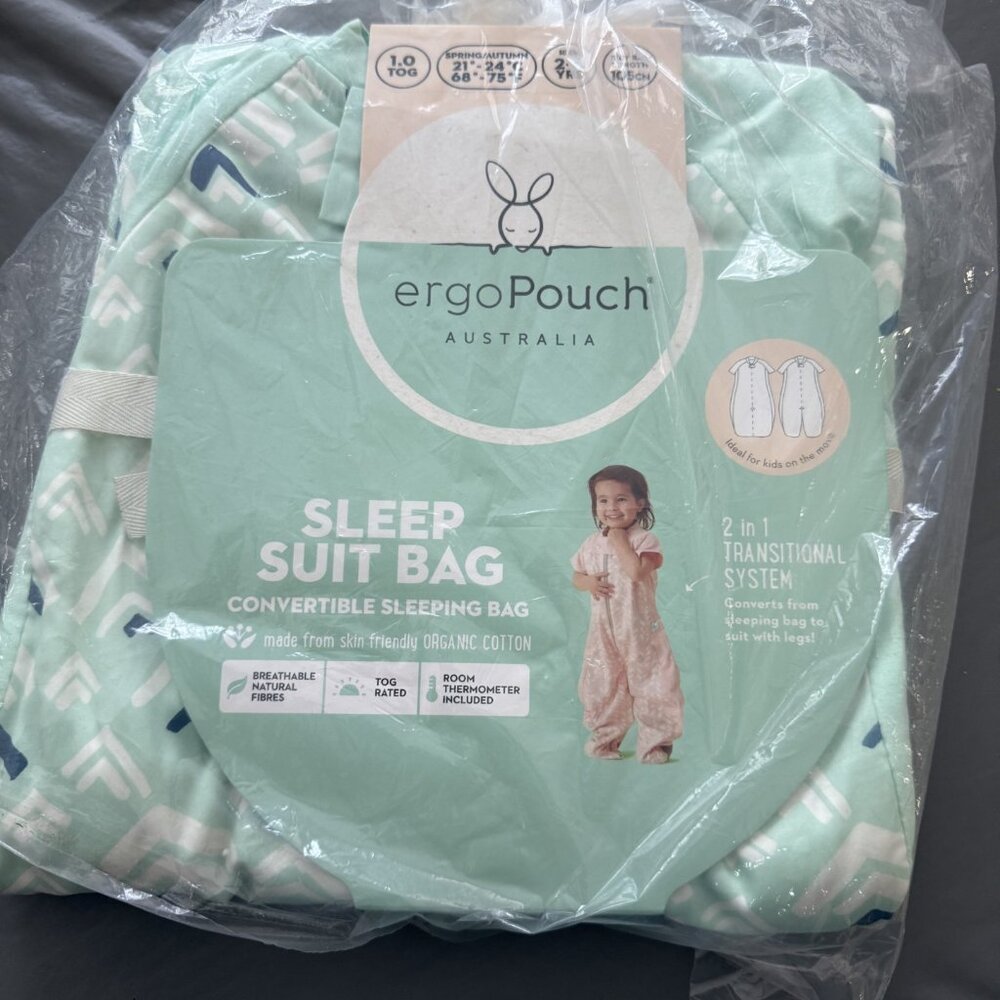 1.0
TOG
SPRING/AUTUMN
21°-24°C
68°-75°F
YRS
105CM
ergoPouch®
AUSTRALIA
Ideal for kids on the move
SLEEP
SUIT BAG
CONVERTIBLE SLEEPING BAG
made from skin friendly ORGANIC COTTON
BREATHABLE
NATURAL
FIBRES
TOG
RATED
ROOM
THERMOMETER
INCLUDED
2 in 1
TRANSITIONAL
SYSTEM
Converts from
sleeping bag to
suit with legs!